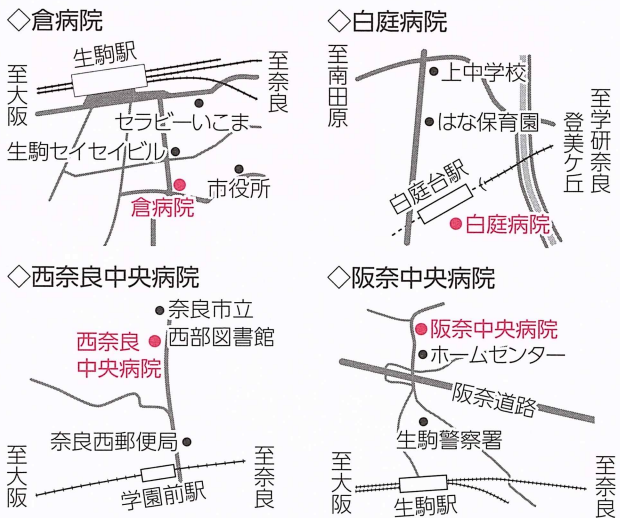 ◇倉病院
生駒駅
至大阪
至奈良
セラビーいこま
生駒セイセイビル
市役所
倉病院
◇白庭病院
至南田原
上中学校
はな保育園
至学研奈良
登美ケ丘
白庭台駅
白庭病院
◇西奈良中央病院
奈良市立
西部図書館
西奈良
中央病院
奈良西郵便局
至大阪
至奈良
学園前駅
◇阪奈中央病院
阪奈中央病院
ホームセンター
阪奈道路
生駒警察署
至大阪
至奈良
生駒駅